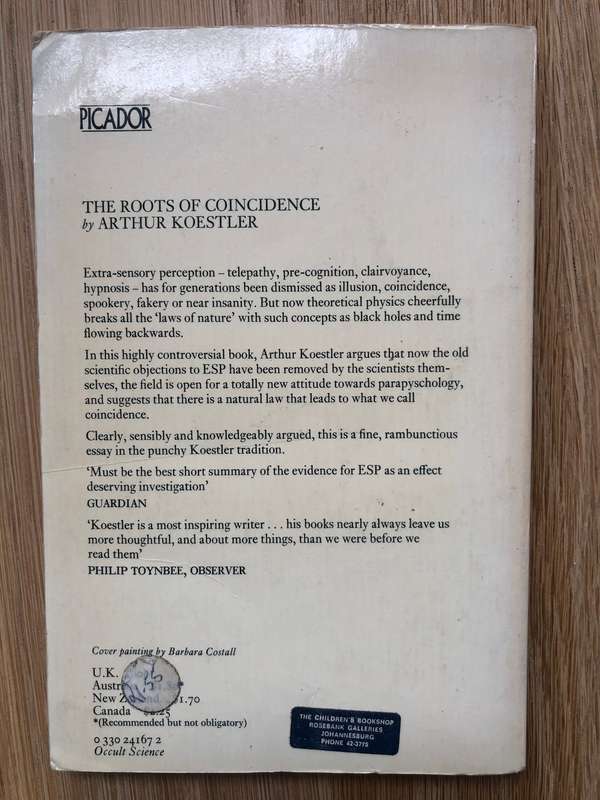 PICADOR
THE ROOTS OF COINCIDENCE
by ARTHUR KOESTLER
Extra-sensory perception – telepathy, pre-cognition, clairvoyance,
hypnosis – has for generations been dismissed as illusion, coincidence,
spookery, fakery or near insanity. But now theoretical physics cheerfully
breaks all the ‘laws of nature’ with such concepts as black holes and time
flowing backwards.
In this highly controversial book, Arthur Koestler argues that now the old
scientific objections to ESP have been removed by the scientists them-
selves, the field is open for a totally new attitude towards parapyschology,
and suggests that there is a natural law that leads to what we call
coincidence.
Clearly, sensibly and knowledgeably argued, this is a fine, rambunctious
essay in the punchy Koestler tradition.
‘Must be the best short summary of the evidence for ESP as an effect
deserving investigation’
GUARDIAN
‘Koestler is a most inspiring writer . . . his books nearly always leave us
more thoughtful, and about more things, than we were before we
read them’
PHILIP TOYNBEE, OBSERVER
Cover painting by Barbara Costall
U.K.
New $1.70
Canada
*(Recommended but not obligatory)
0 330 24167 2
Occult Science
THE CHILDREN'S BOOKSHOP
ROSEBANK GALLERIES
JOHANNESBURG
PHONE 42-3775